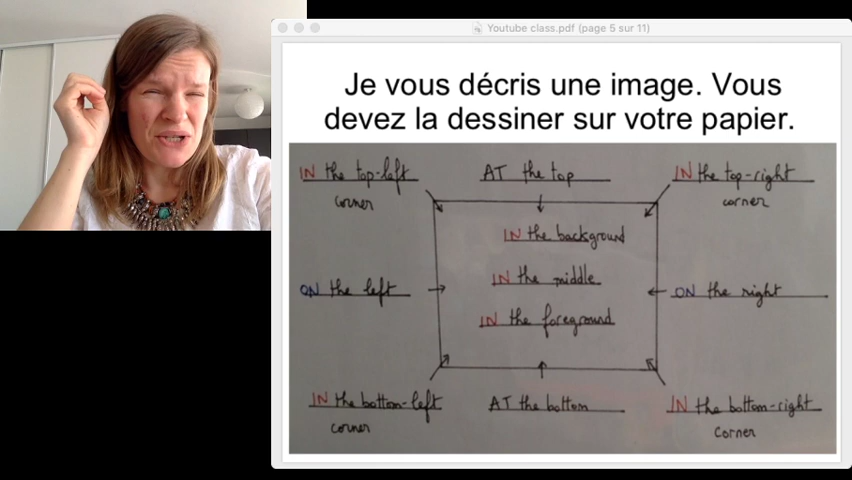 Youtube class.pdf (page 5 sur 11)
Je vous décris une image. Vous
devez la dessiner sur votre papier.
IN the top-left
corner
AT the top
IN the top-right
corner
IN the background
ON the left
IN the middle
ON the right
IN the foreground
IN the bottom-left
corner
AT the bottom
IN the bottom-right
corner